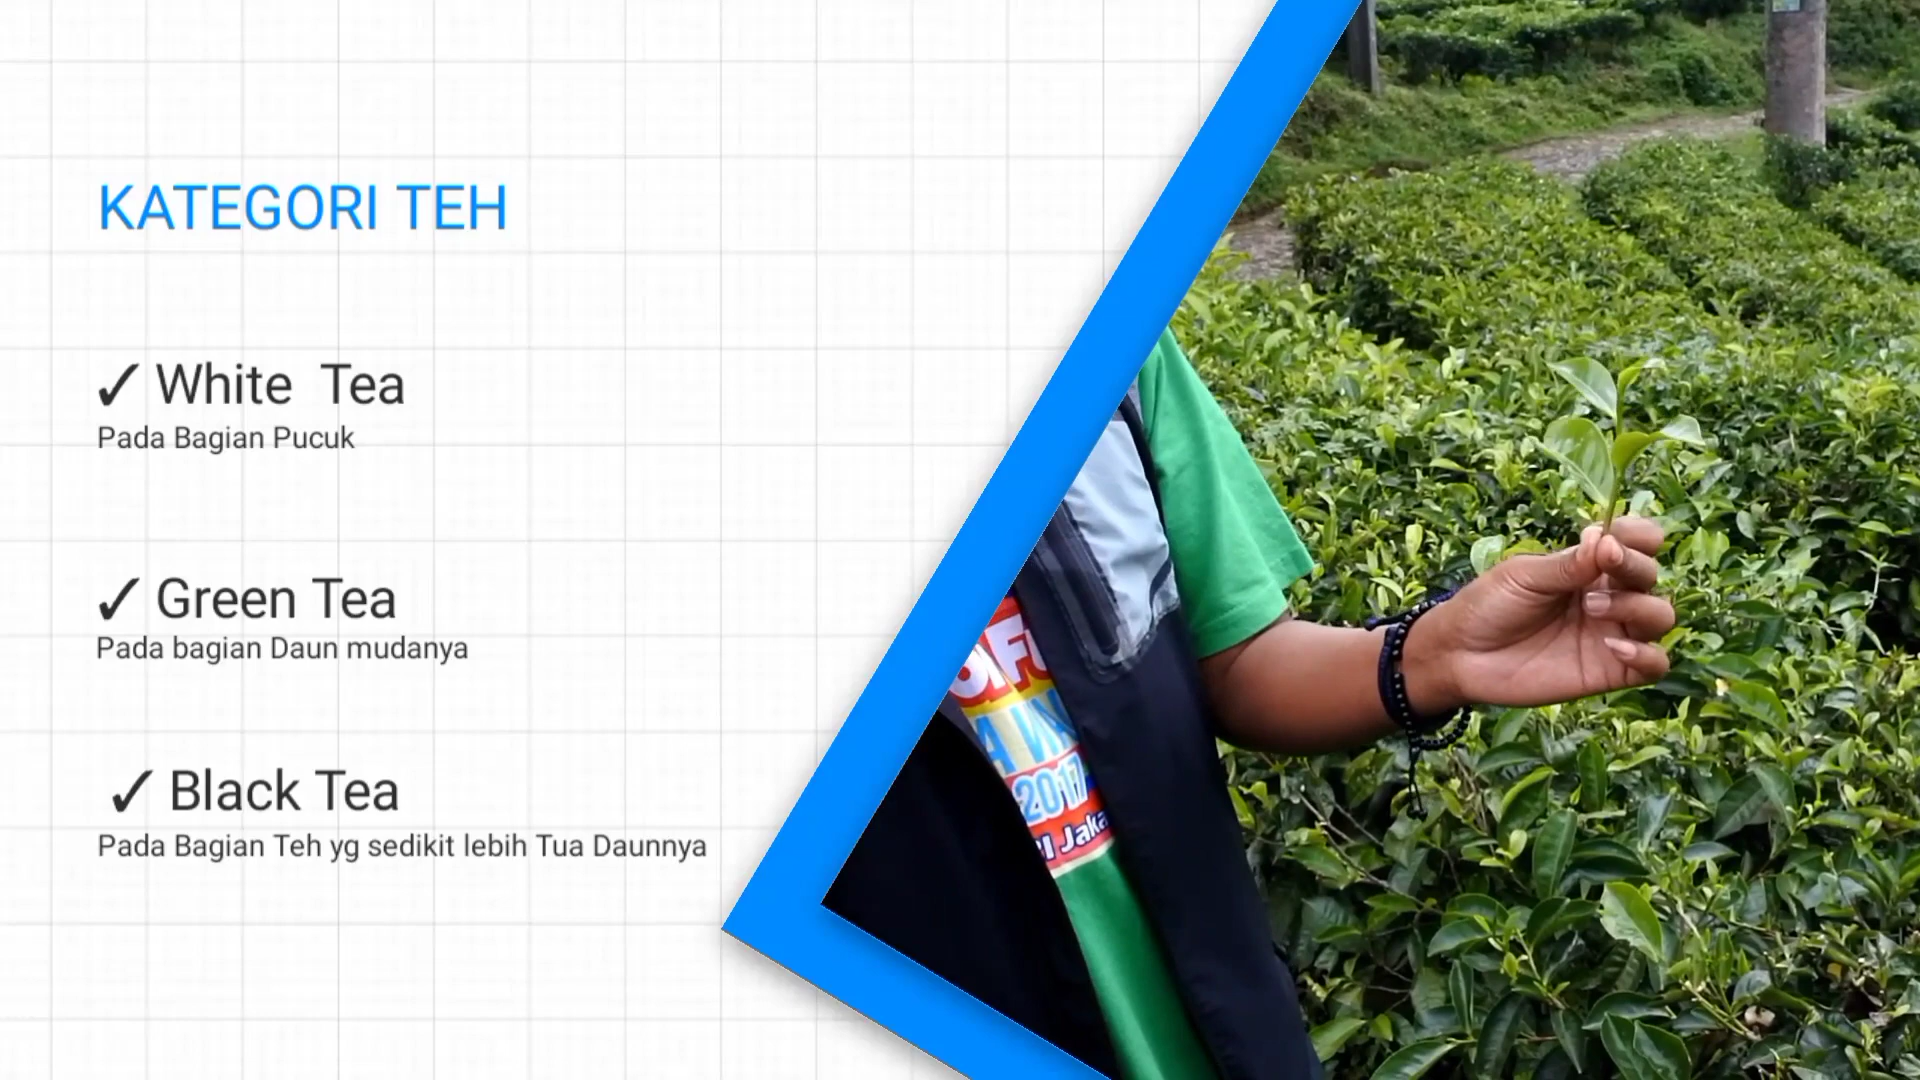 KATEGORI TEH
✓ White Tea
Pada Bagian Pucuk
✓ Green Tea
Pada bagian Daun mudanya
✓ Black Tea
Pada Bagian Teh yg sedikit lebih Tua Daunnya
2017